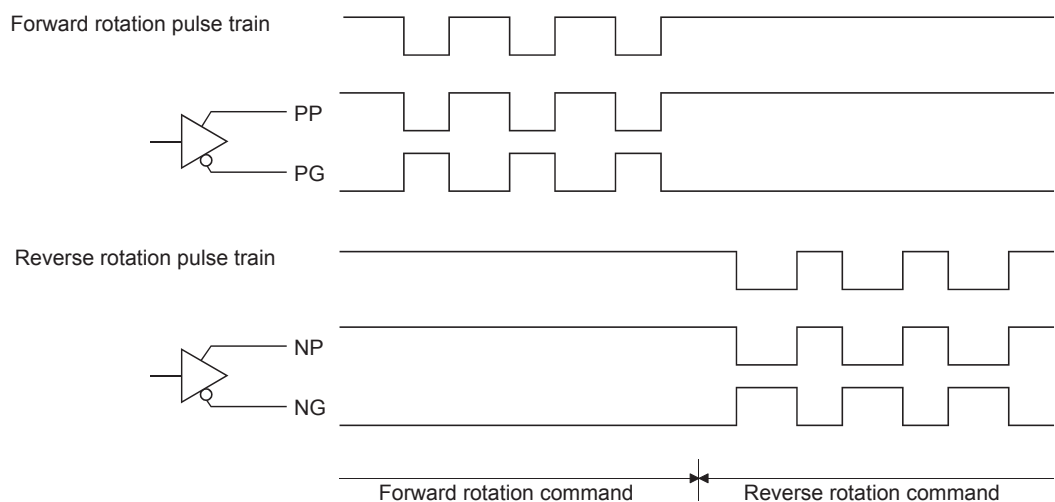 Forward rotation pulse train
PP
PG
Reverse rotation pulse train
NP
NG
Forward rotation command
Reverse rotation command